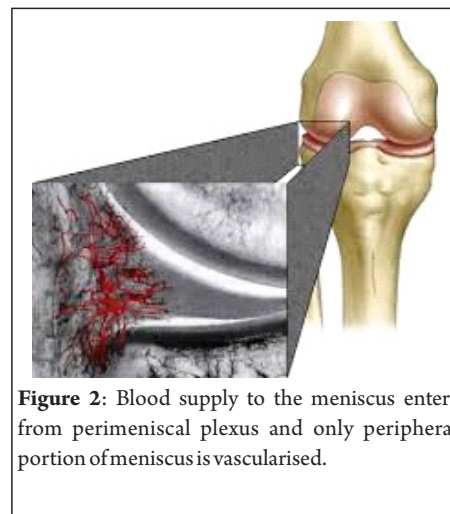 Figure 2: Blood supply to the meniscus enter
from perimeniscal plexus and only periphera
portion of meniscus is vascularised.